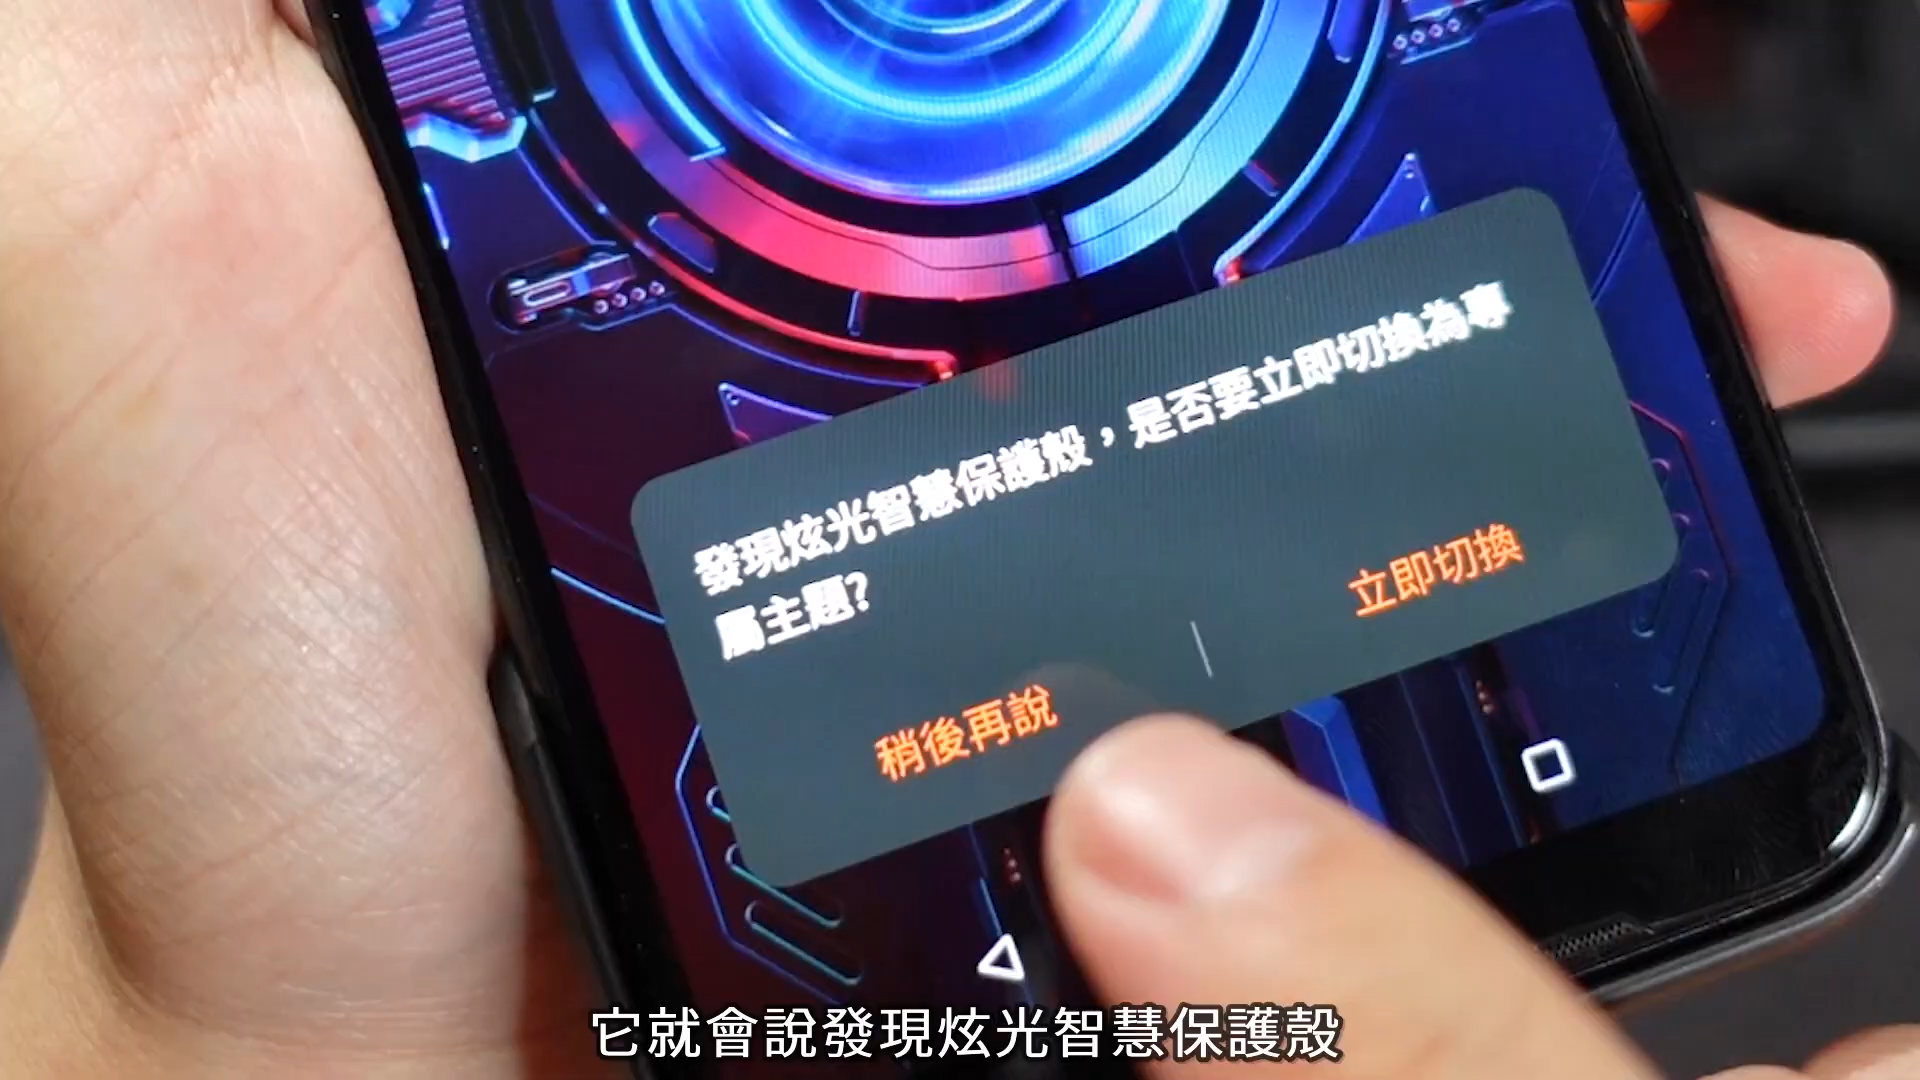 發現炫光智慧保護殼，是否要立即切換為專
屬主題?
稍後再說
立即切換
它就會說發現炫光智慧保護殼